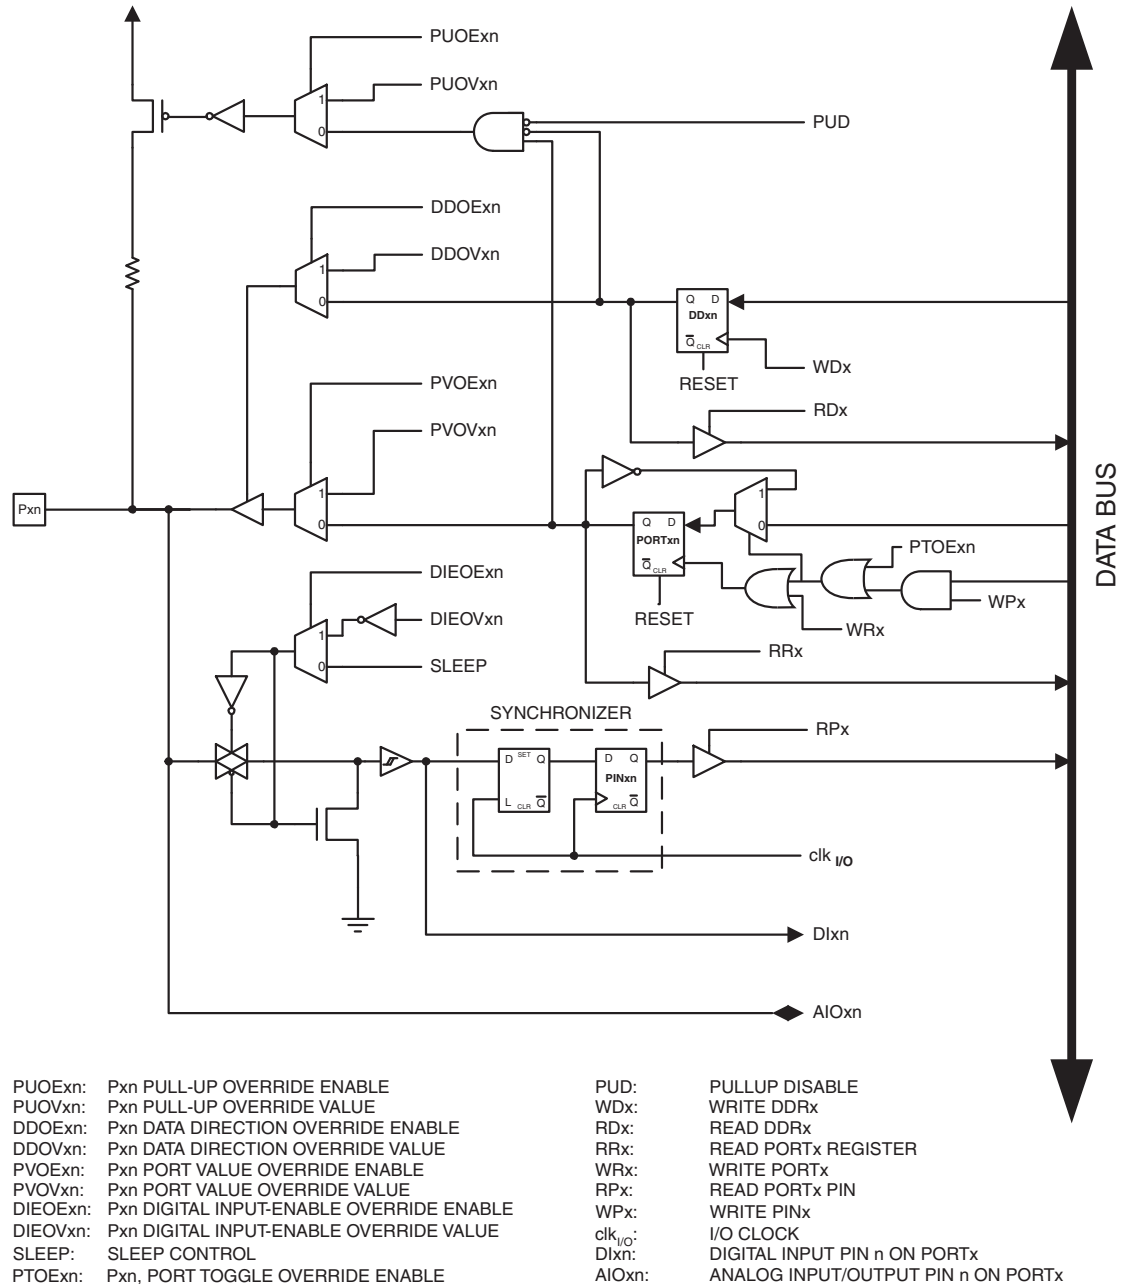 PUOExn
PUOVxn
1
0
PUD
DDOExn
DDOVxn
1
0
Q D
DDxn
Q CLR
WDx
RESET
RDx
PVOExn
PVOVxn
1
0
Pxn
1
0
Q D
PORTxn
Q CLR
PTOExn
WPx
RESET
WRx
RRx
DATA BUS
DIEOExn
DIEOVxn
1
0
SLEEP
SYNCHRONIZER
RPx
D SET Q
L CLR Q
D Q
PINxn
CLR Q
clk I/O
DIxn
AIOxn
PUOExn: Pxn PULL-UP OVERRIDE ENABLE
PUOVxn: Pxn PULL-UP OVERRIDE VALUE
DDOExn: Pxn DATA DIRECTION OVERRIDE ENABLE
DDOVxn: Pxn DATA DIRECTION OVERRIDE VALUE
PVOExn: Pxn PORT VALUE OVERRIDE ENABLE
PVOVxn: Pxn PORT VALUE OVERRIDE VALUE
DIEOExn: Pxn DIGITAL INPUT-ENABLE OVERRIDE ENABLE
DIEOVxn: Pxn DIGITAL INPUT-ENABLE OVERRIDE VALUE
SLEEP: SLEEP CONTROL
PTOExn: Pxn, PORT TOGGLE OVERRIDE ENABLE
PUD: PULLUP DISABLE
WDx: WRITE DDRx
RDx: READ DDRx
RRx: READ PORTx REGISTER
WRx: WRITE PORTx
RPx: READ PORTx PIN
WPx: WRITE PINx
clkI/O: I/O CLOCK
DIxn: DIGITAL INPUT PIN n ON PORTx
AIOxn: ANALOG INPUT/OUTPUT PIN n ON PORTx